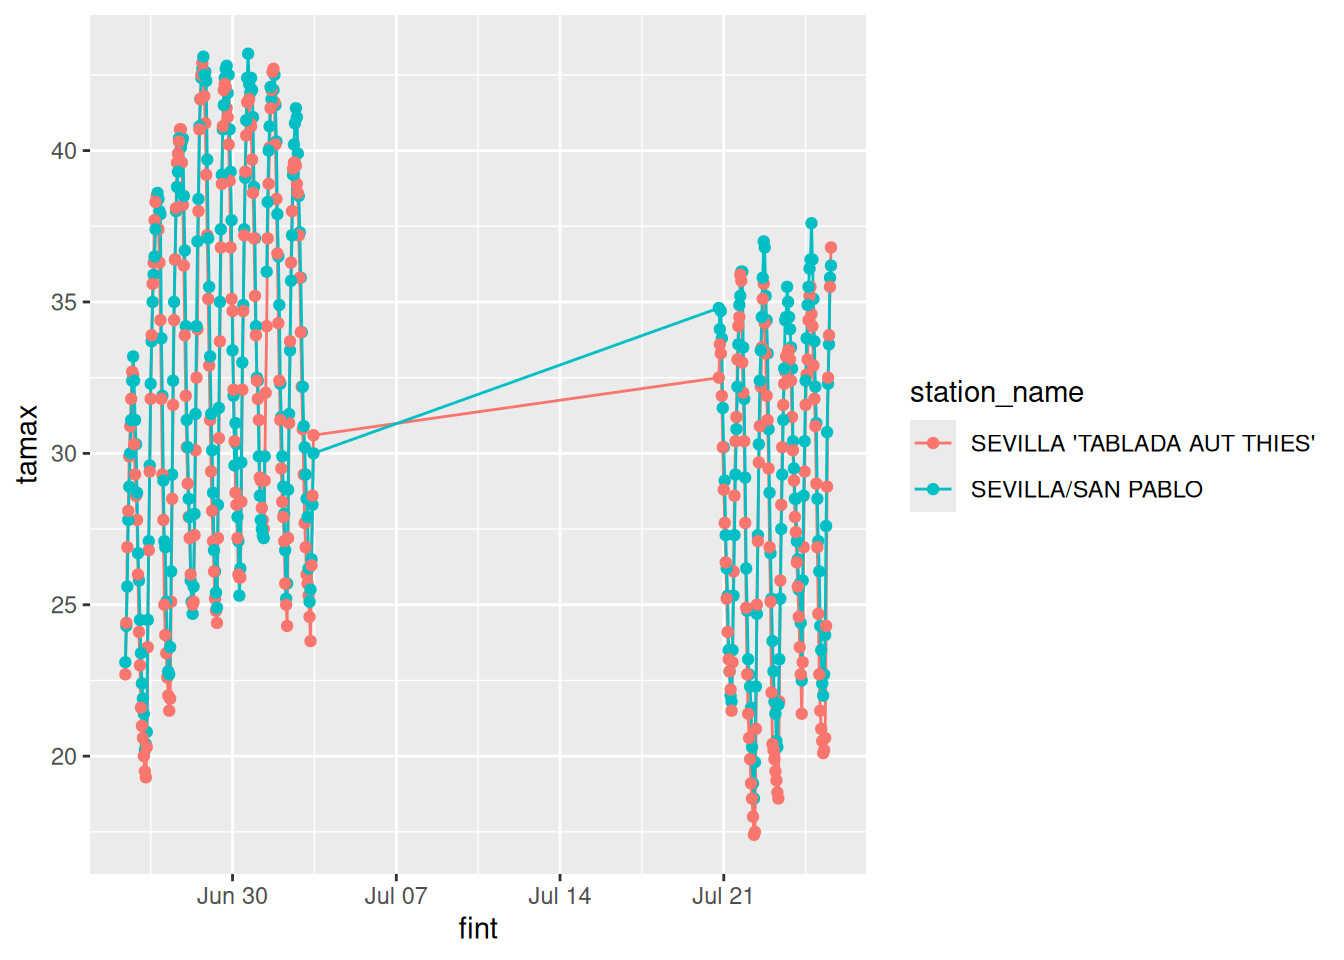 40
35
30
25
20
tamax
Jun 30
Jul 07
Jul 14
Jul 21
fint
station_name
SEVILLA 'TABLADA AUT THIES'
SEVILLA/SAN PABLO